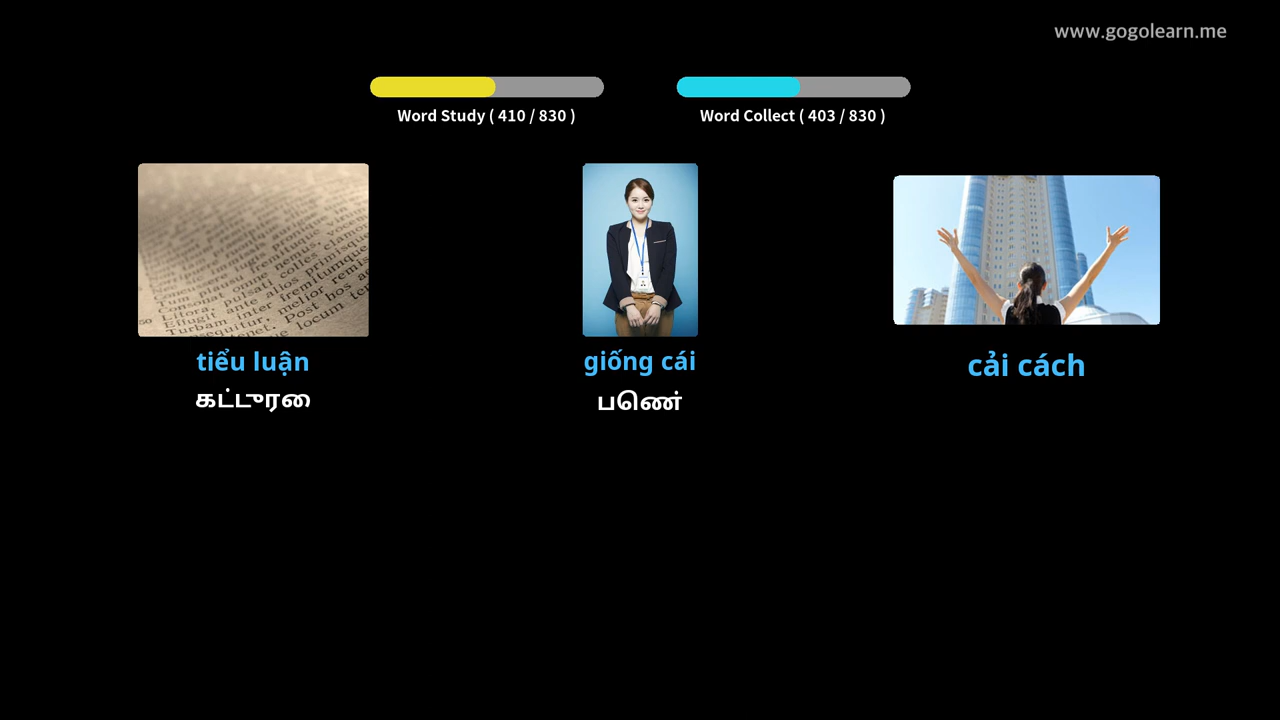 www.gogolearn.me
Word Study ( 410 / 830 )
Word Collect ( 403 / 830 )
tiểu luận
கட்டுரை
giống cái
பெண்
cải cách